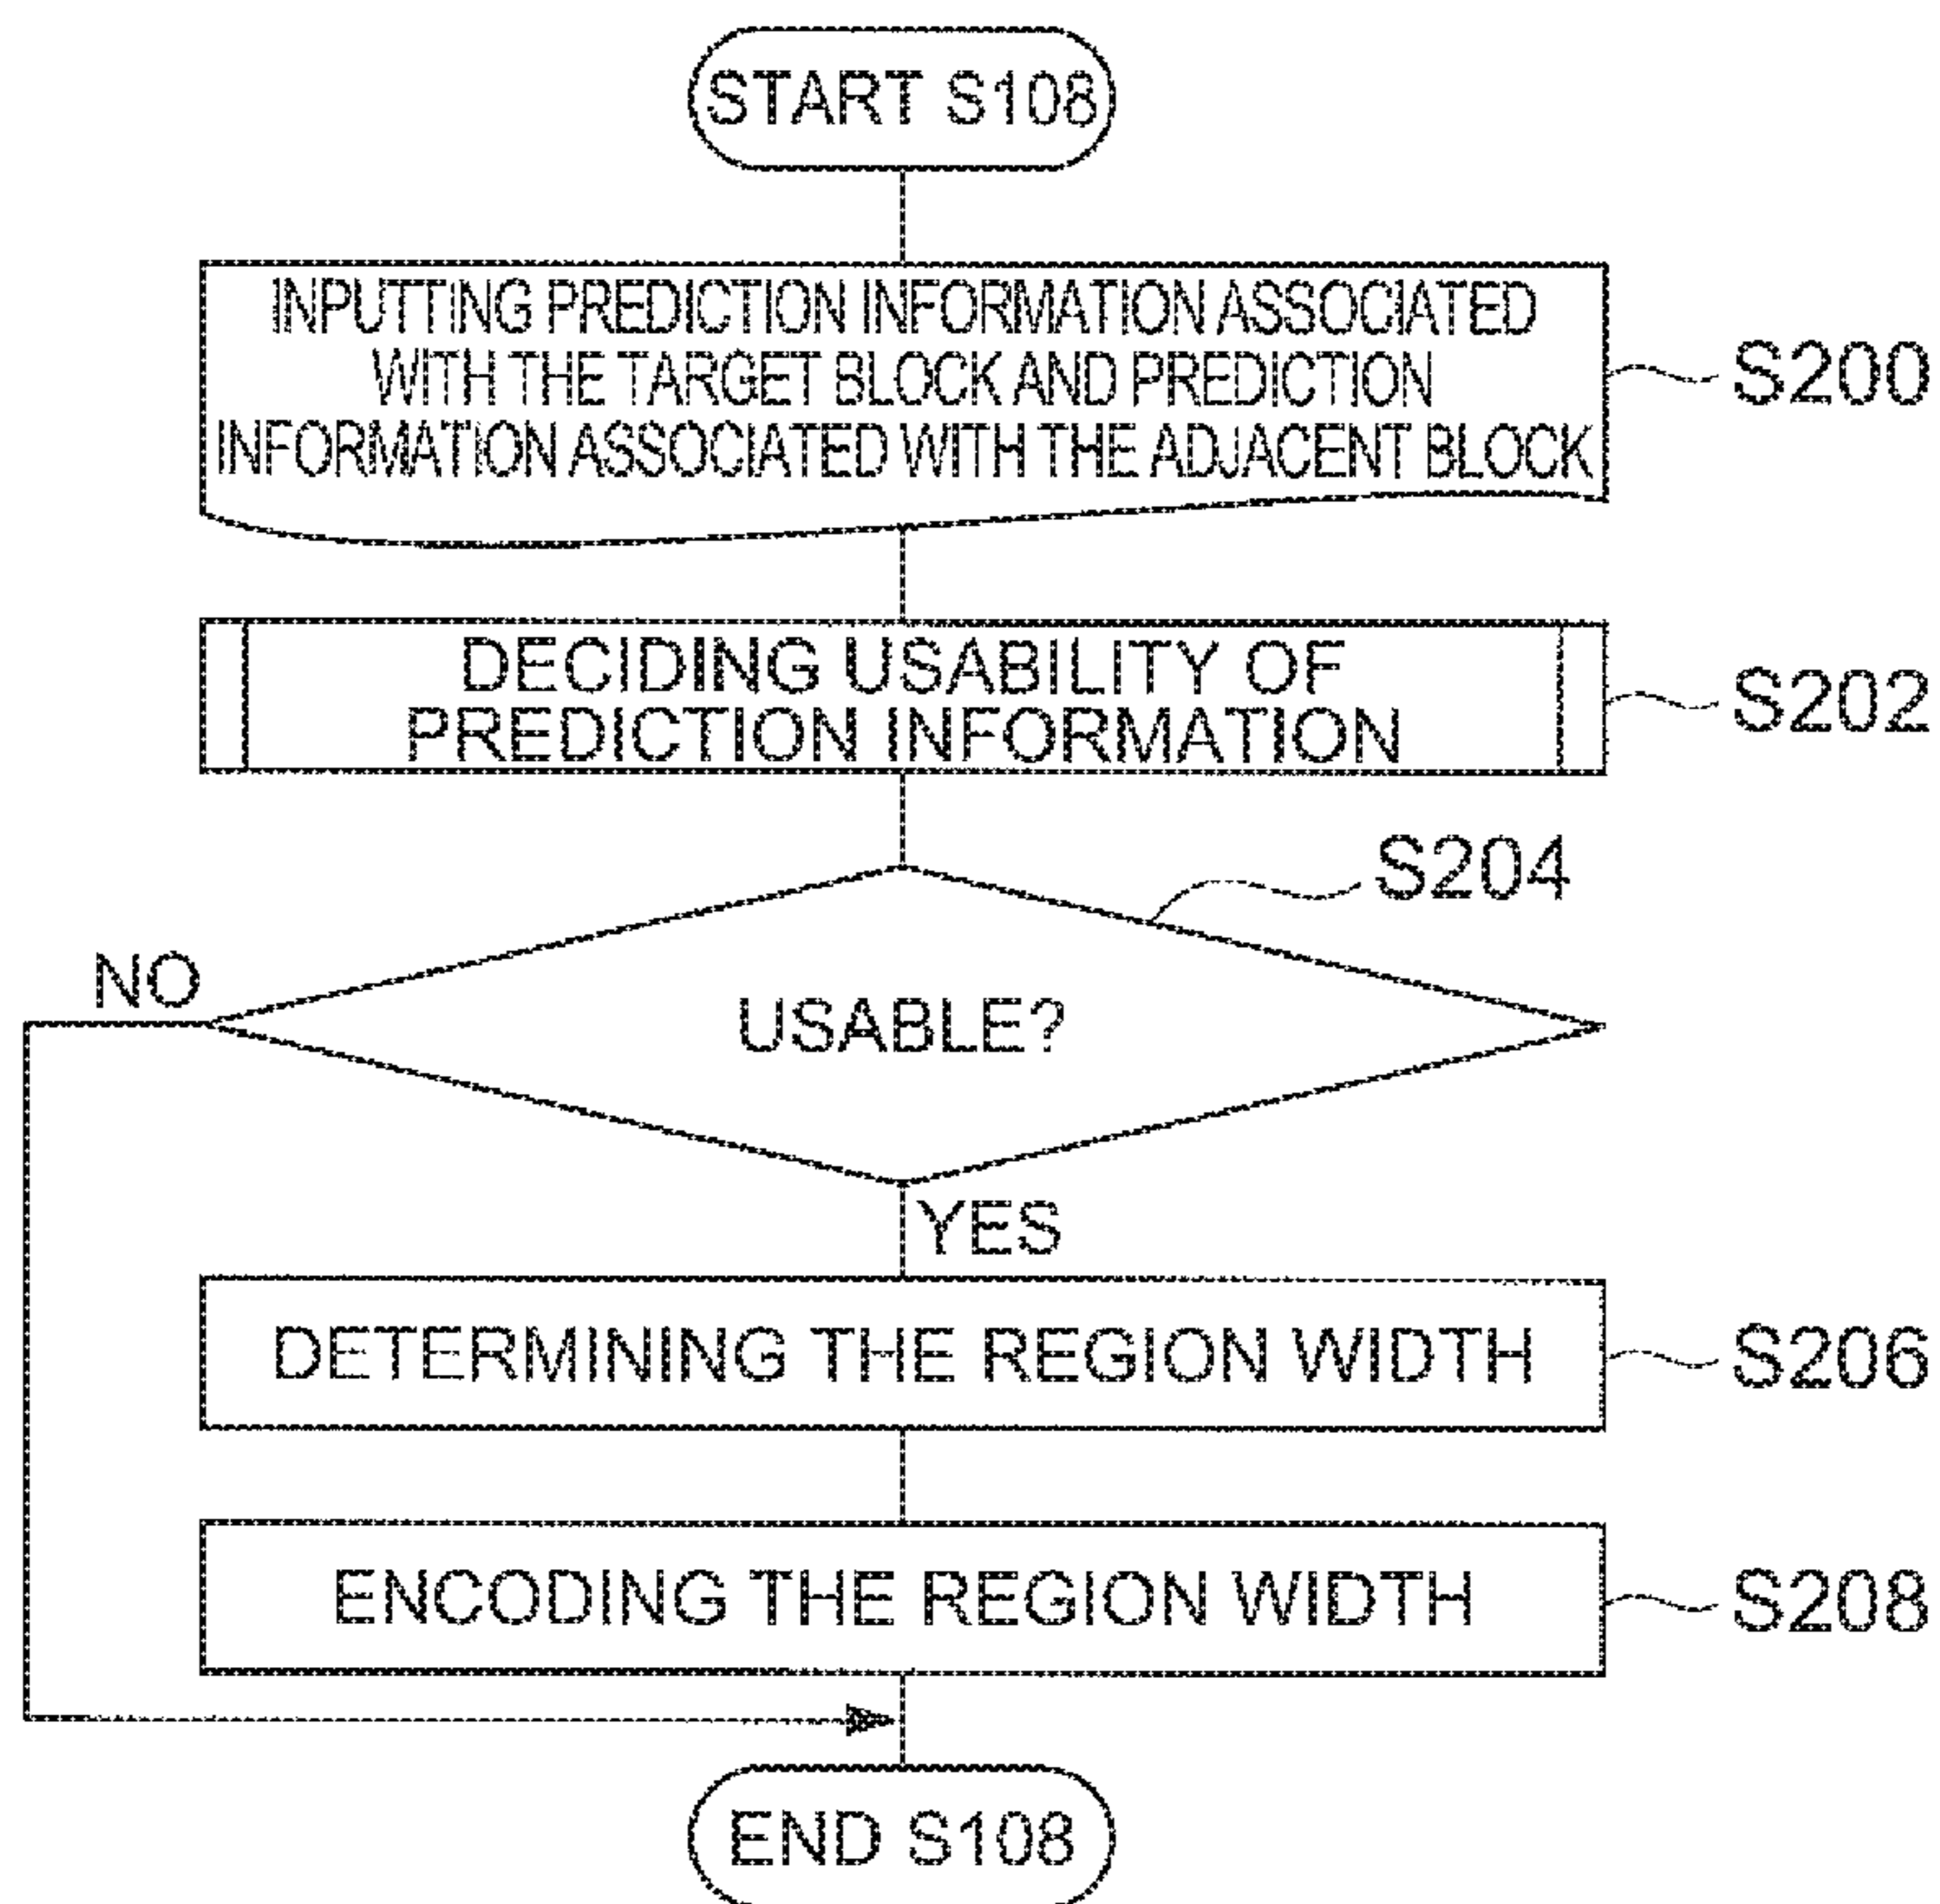 START S108
INPUTTING PREDICTION INFORMATION ASSOCIATED
WITH THE TARGET BLOCK AND PREDICTION
INFORMATION ASSOCIATED WITH THE ADJACENT BLOCK
S200
DECIDING USABILITY OF
PREDICTION INFORMATION
S202
S204
NO
USABLE?
YES
DETERMINING THE REGION WIDTH
S206
ENCODING THE REGION WIDTH
S208
END S108